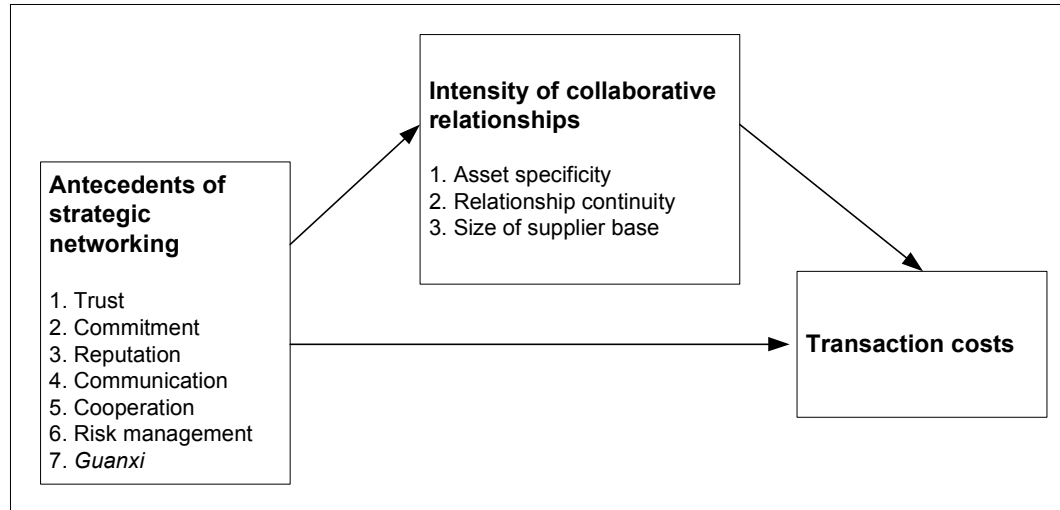 Intensity of collaborative
relationships
1. Asset specificity
2. Relationship continuity
3. Size of supplier base
Antecedents of
strategic
networking
1. Trust
2. Commitment
3. Reputation
4. Communication
5. Cooperation
6. Risk management
7. Guanxi
Transaction costs